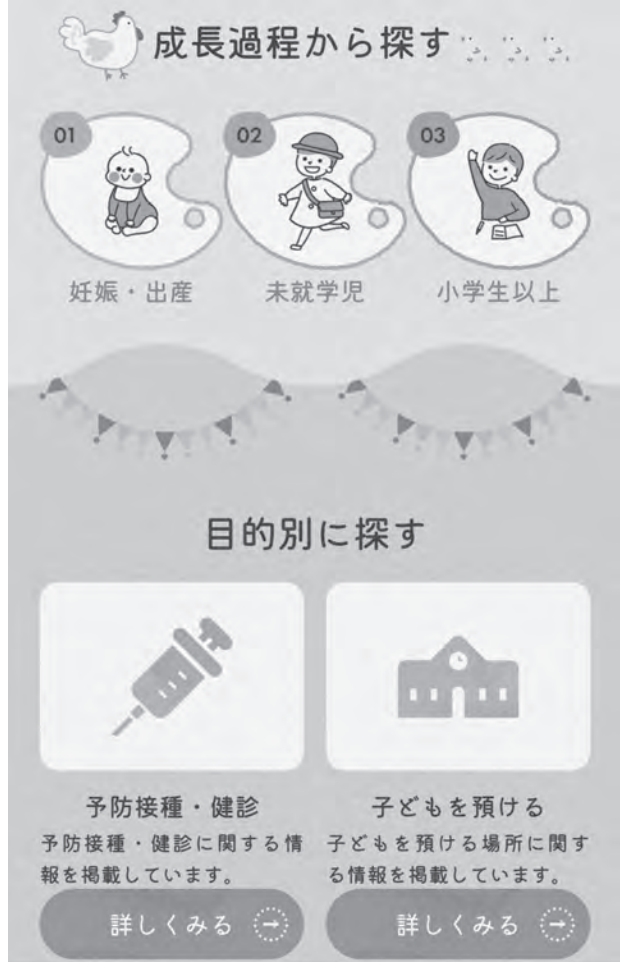 成長過程から探す
01
02
03
妊娠・出産
未就学児
小学生以上
目的別に探す
予防接種・健診
予防接種・健診に関する情
報を掲載しています。
詳しくみる
子どもを預ける
子どもを預ける場所に関す
る情報を掲載しています。
詳しくみる